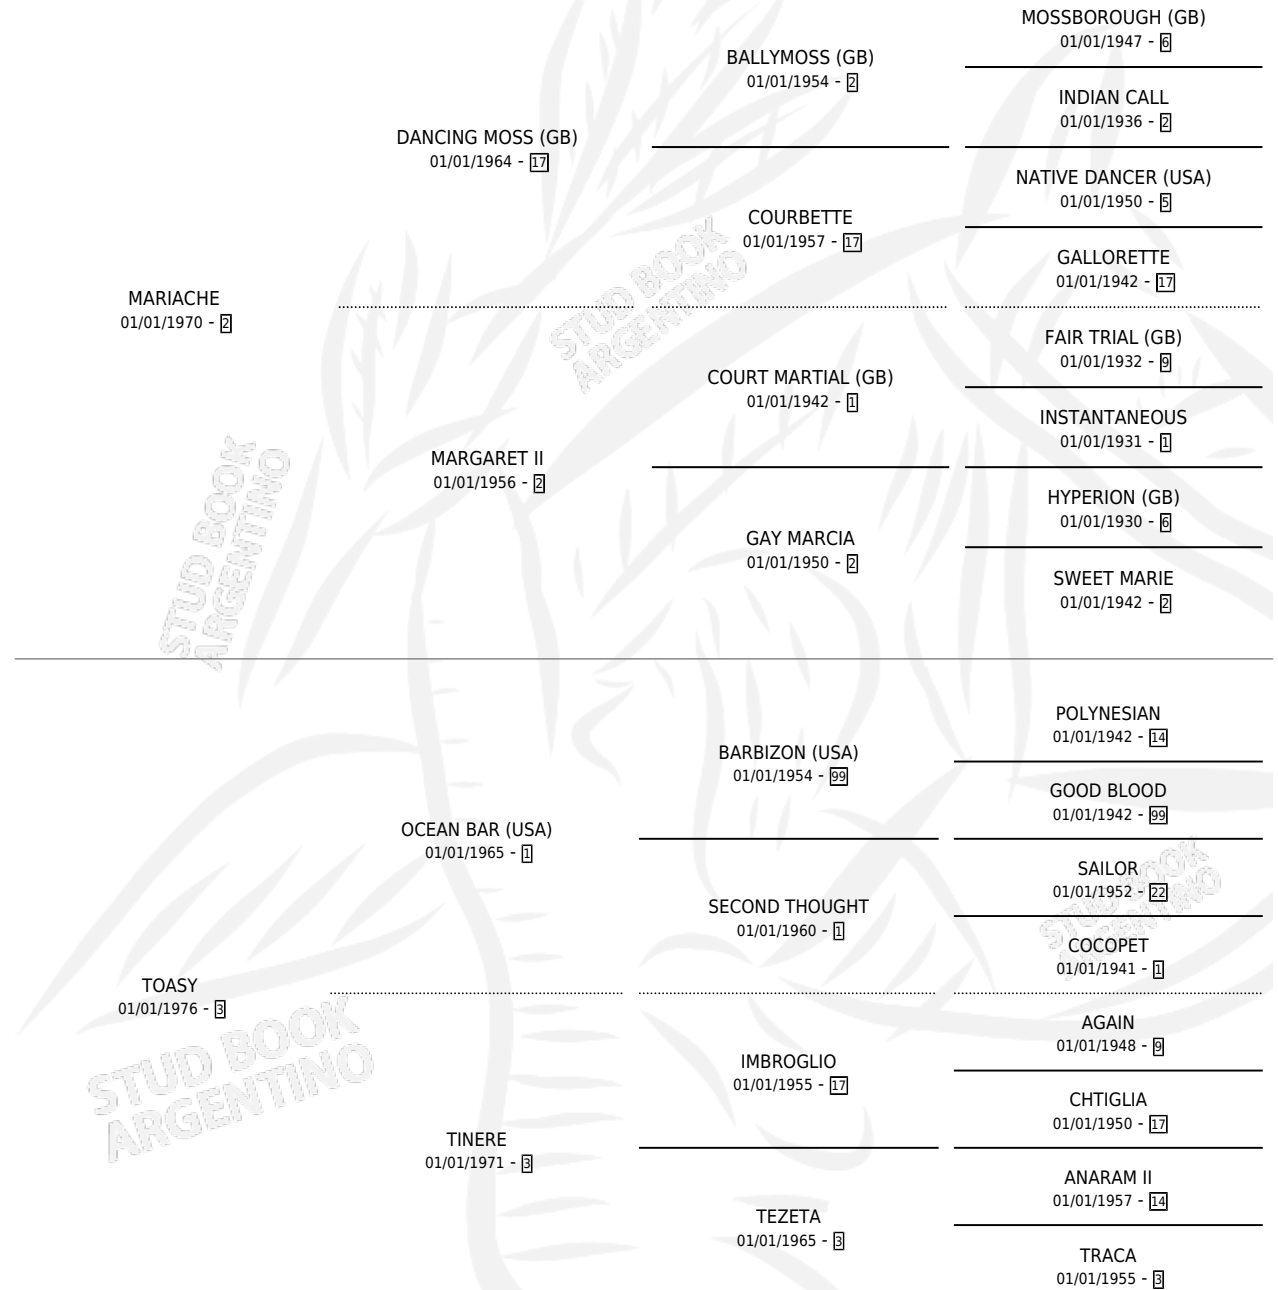 MOSSBOROUGH (GB)
01/01/1947 - 6
BALLYMOSS (GB)
01/01/1954 - 2
INDIAN CALL
01/01/1936 - 2
DANCING MOSS (GB)
01/01/1964 - 17
NATIVE DANCER (USA)
01/01/1950 - 5
COURBETTE
01/01/1957 - 17
GALLORETTE
01/01/1942 - 17
MARIACHE
01/01/1970 - 2
FAIR TRIAL (GB)
01/01/1932 - 9
COURT MARTIAL (GB)
01/01/1942 - 1
INSTANTANEOUS
01/01/1931 - 1
MARGARET II
01/01/1956 - 2
HYPERION (GB)
01/01/1930 - 6
GAY MARCIA
01/01/1950 - 2
SWEET MARIE
01/01/1942 - 2
POLYNESIAN
01/01/1942 - 14
BARBIZON (USA)
01/01/1954 - 99
GOOD BLOOD
01/01/1942 - 99
OCEAN BAR (USA)
01/01/1965 - 1
SAILOR
01/01/1952 - 22
SECOND THOUGHT
01/01/1960 - 1
COCOPET
01/01/1941 - 1
TOASY
01/01/1976 - 3
AGAIN
01/01/1948 - 9
IMBROGLIO
01/01/1955 - 17
CHTIGLIA
01/01/1950 - 17
TINERE
01/01/1971 - 3
ANARAM II
01/01/1957 - 14
TEZETA
01/01/1965 - 3
TRACA
01/01/1955 - 3
STUD BOOK
ARGENTINO
STUD BOOK
ARGENTINO
STUD BOOK
ARGENTINO
STUD BOOK
ARGENTINO